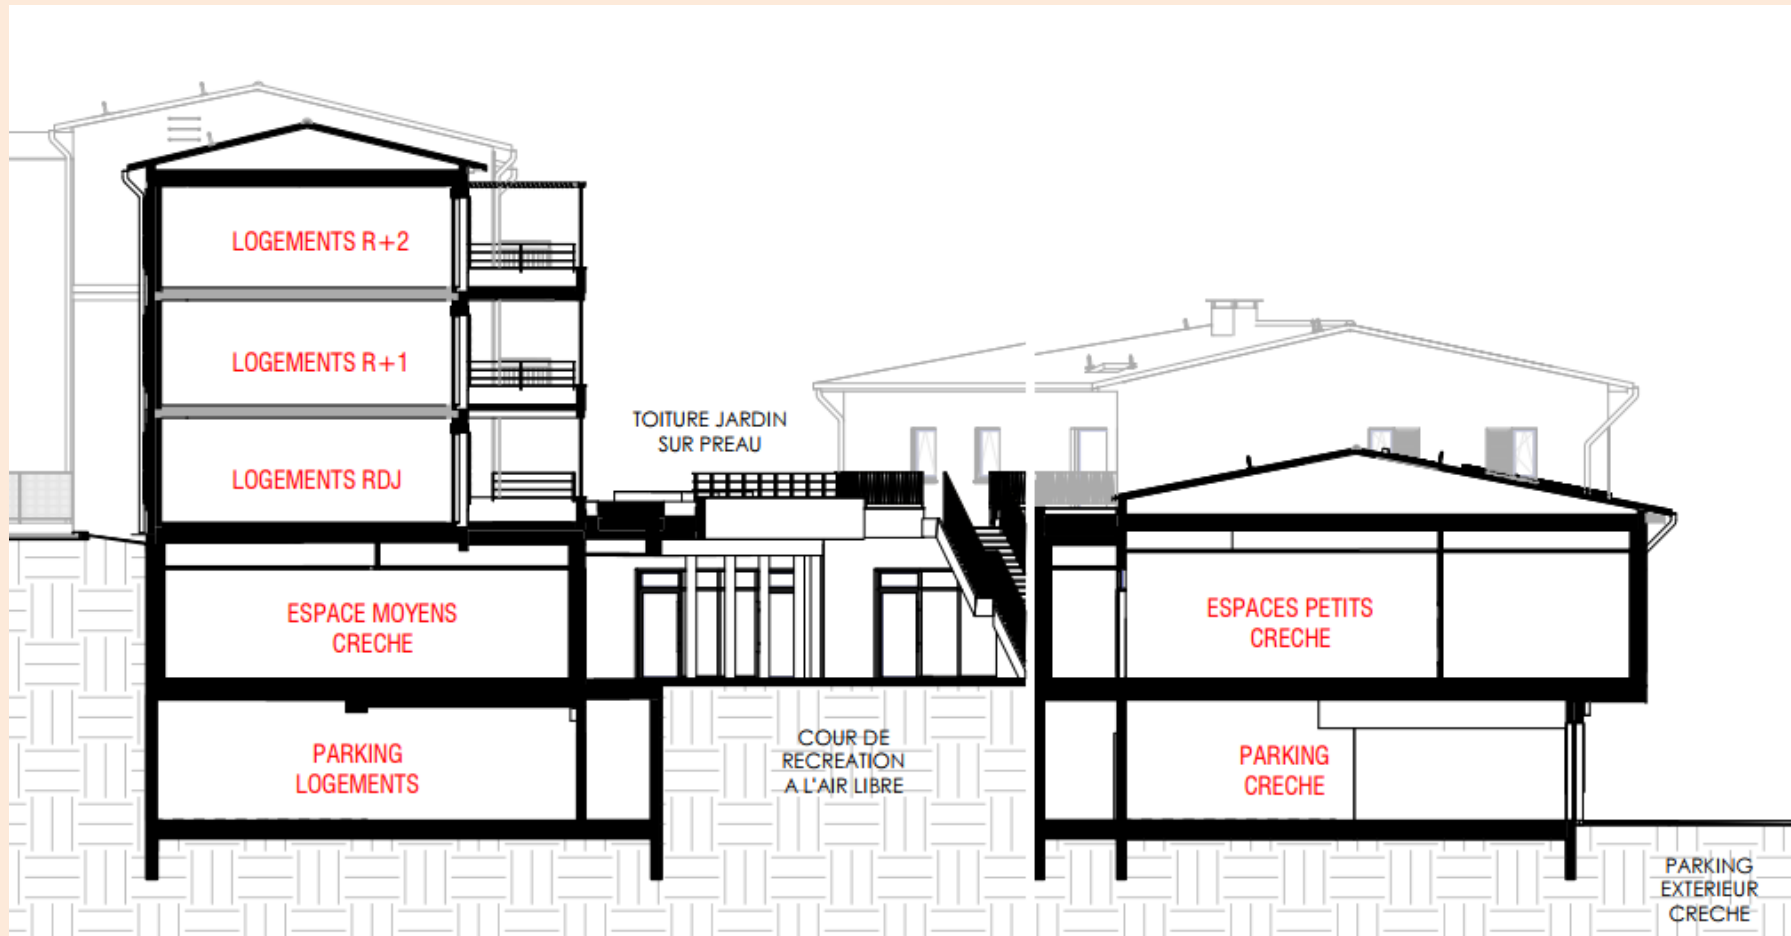 LOGEMENTS R+2
LOGEMENTS R+1
LOGEMENTS RDJ
TOITURE JARDIN
SUR PREAU
ESPACE MOYENS
CRECHE
ESPACES PETITS
CRECHE
PARKING
LOGEMENTS
COUR DE
RECREATION
A L'AIR LIBRE
PARKING
CRECHE
PARKING
EXTERIEUR
CRECHE